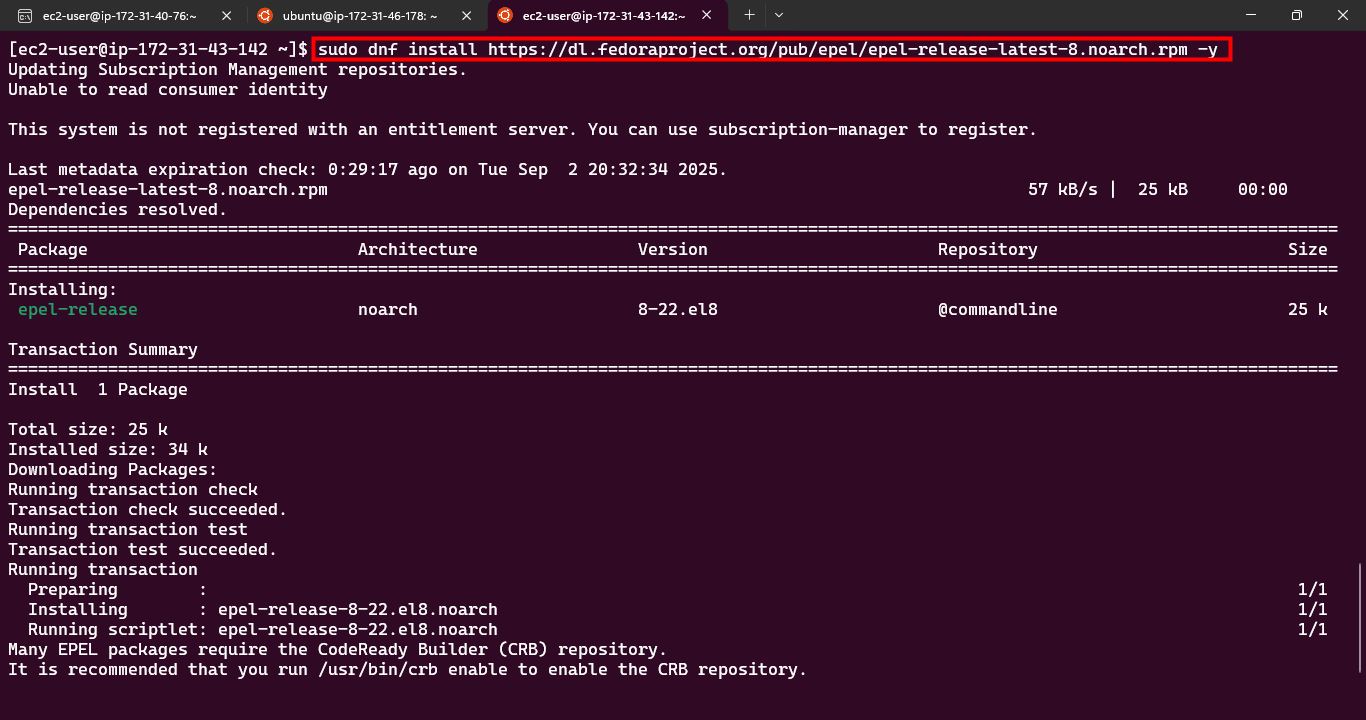 ec2-user@ip-172-31-40-76:~
ubuntu@ip-172-31-46-178: ~
ec2-user@ip-172-31-43-142:~
[ec2-user@ip-172-31-43-142 ~]$ sudo dnf install https://dl.fedoraproject.org/pub/epel/epel-release-latest-8.noarch.rpm -y
Updating Subscription Management repositories.
Unable to read consumer identity
This system is not registered with an entitlement server. You can use subscription-manager to register.
Last metadata expiration check: 0:29:17 ago on Tue Sep  2 20:32:34 2025.
epel-release-latest-8.noarch.rpm 57 kB/s |  25 kB     00:00
Dependencies resolved.
=====================================================================================================================================
Package Architecture Version Repository Size
=====================================================================================================================================
Installing:
epel-release noarch 8-22.el8 @commandline 25 k
Transaction Summary
=====================================================================================================================================
Install  1 Package
Total size: 25 k
Installed size: 34 k
Downloading Packages:
Running transaction check
Transaction check succeeded.
Running transaction test
Transaction test succeeded.
Running transaction
Preparing        : 1/1
Installing       : epel-release-8-22.el8.noarch 1/1
Running scriptlet: epel-release-8-22.el8.noarch 1/1
Many EPEL packages require the CodeReady Builder (CRB) repository.
It is recommended that you run /usr/bin/crb enable to enable the CRB repository.